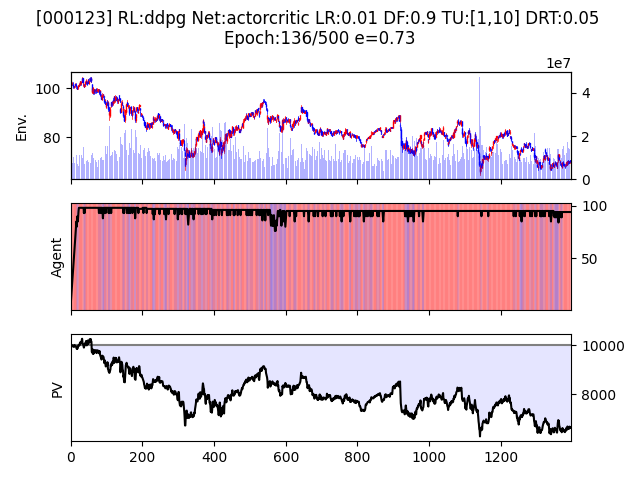 [000123] RL:ddpg Net:actorcritic LR:0.01 DF:0.9 TU:[1,10] DRT:0.05
Epoch:136/500 e=0.73
1e7
100
80
Env.
4
2
0
Agent
100
50
PV
10000
8000
0 200 400 600 800 1000 1200